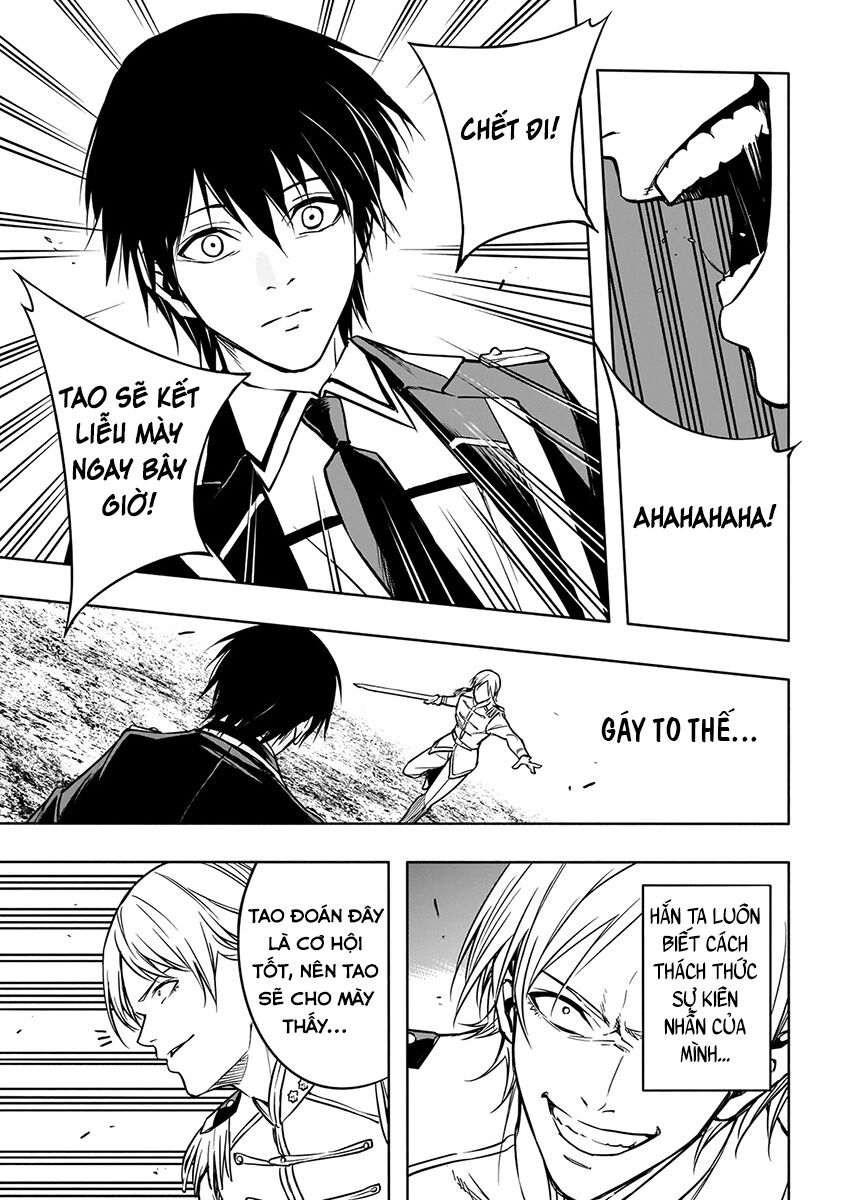 CHẾT ĐI!
AHAHAHAHA!
TAO SẼ KẾT
LIỄU MÀY
NGAY BÂY
GIỜ!
GÁY TO THẾ...
HẮN TA LUÔN
BIẾT CÁCH
THÁCH THỨC
SỰ KIÊN
NHẪN CỦA
MÌNH...
TAO ĐOÁN ĐÂY
LÀ CƠ HỘI
TỐT, NÊN TAO
SẼ CHO MÀY
THẤY...